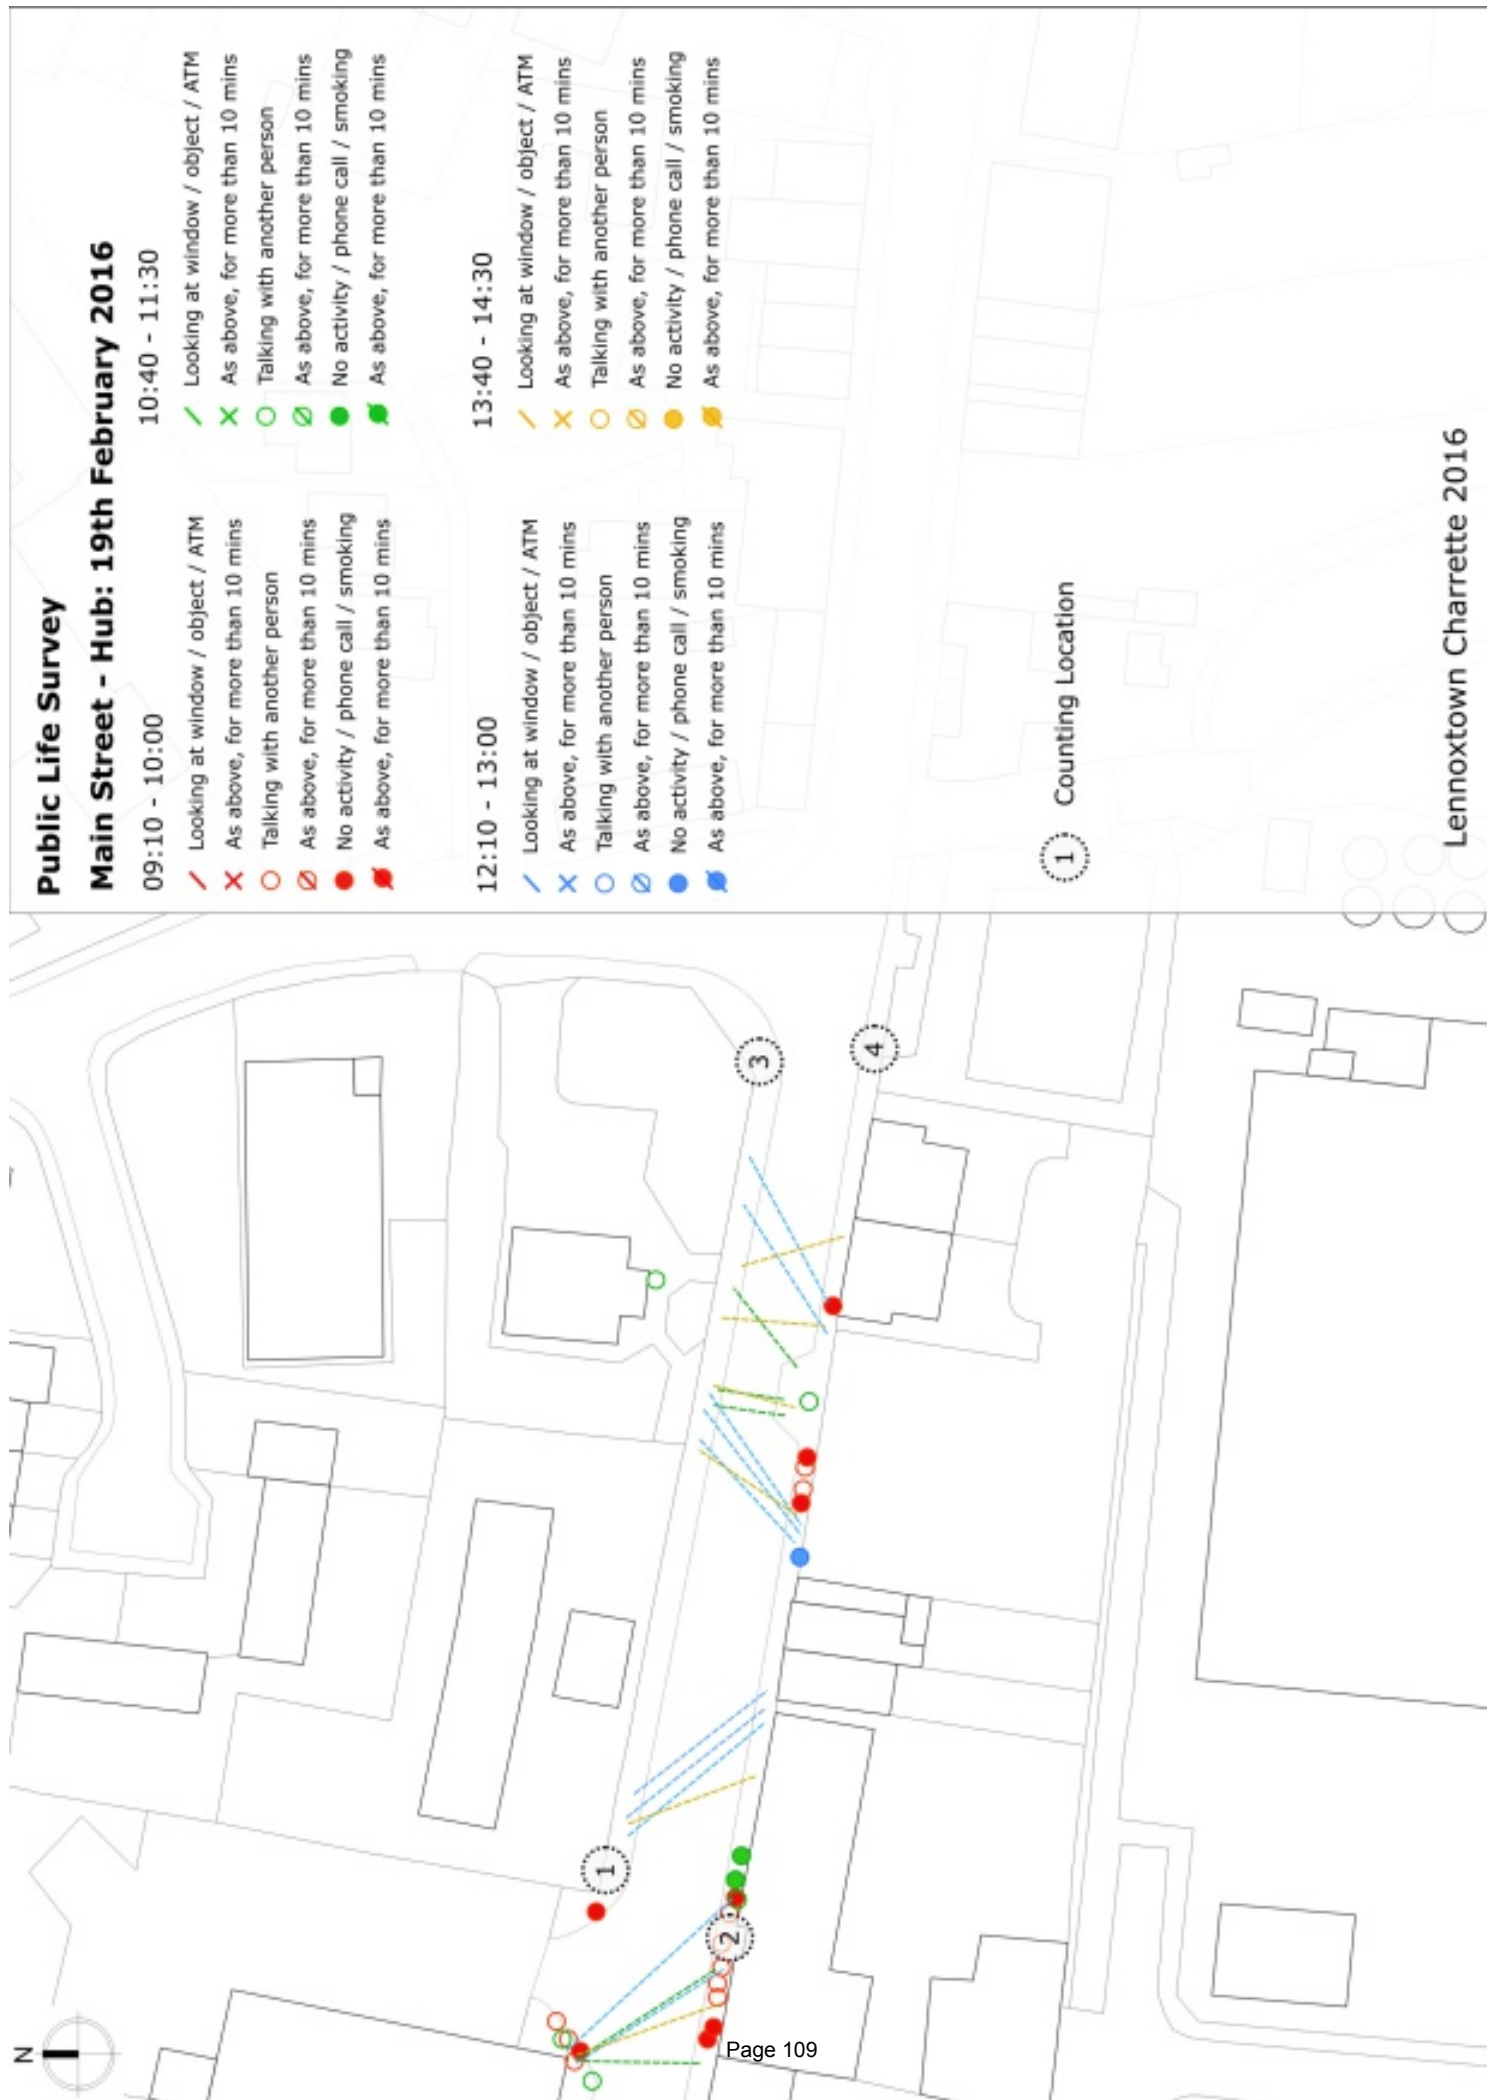 Public Life Survey
Main Street - Hub: 19th February 2016
09:10 - 10:00
Looking at window / object / ATM
As above, for more than 10 mins
Talking with another person
As above, for more than 10 mins
No activity / phone call / smoking
As above, for more than 10 mins
10:40 - 11:30
Looking at window / object / ATM
As above, for more than 10 mins
Talking with another person
As above, for more than 10 mins
No activity / phone call / smoking
As above, for more than 10 mins
12:10 - 13:00
Looking at window / object / ATM
As above, for more than 10 mins
Talking with another person
As above, for more than 10 mins
No activity / phone call / smoking
As above, for more than 10 mins
13:40 - 14:30
Looking at window / object / ATM
As above, for more than 10 mins
Talking with another person
As above, for more than 10 mins
No activity / phone call / smoking
As above, for more than 10 mins
1 Counting Location
Lennoxtown Charrette 2016
N
1
2
3
4
Page 109